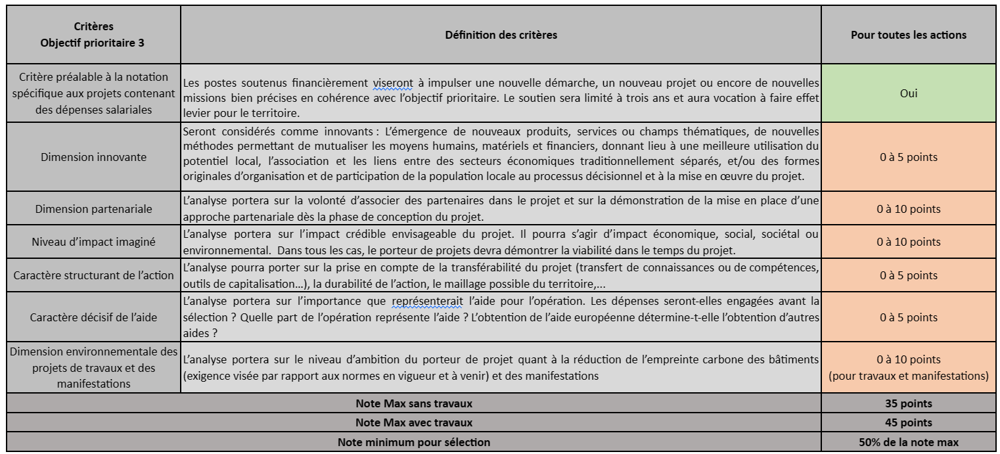 Critères
Objectif prioritaire 3
Définition des critères
Pour toutes les actions
Critère préalable à la notation
spécifique aux projets contenant
des dépenses salariales
Les postes soutenus financièrement viseront à impulser une nouvelle démarche, un nouveau projet ou encore de nouvelles
missions bien précises en cohérence avec l’objectif prioritaire. Le soutien sera limité à trois ans et aura vocation à faire effet
levier pour le territoire.
Oui
Dimension innovante
Seront considérés comme innovants : L’émergence de nouveaux produits, services ou champs thématiques, de nouvelles
méthodes permettant de mutualiser les moyens humains, matériels et financiers, donnant lieu à une meilleure utilisation du
potentiel local, l’association et les liens entre des secteurs économiques traditionnellement séparés, et/ou des formes
originales d’organisation et de participation de la population locale au processus décisionnel et à la mise en œuvre du projet.
0 à 5 points
Dimension partenariale
L’analyse portera sur la volonté d’associer des partenaires dans le projet et sur la démonstration de la mise en place d’une
approche partenariale dès la phase de conception du projet.
0 à 10 points
Niveau d’impact imaginé
L’analyse portera sur l’impact crédible envisageable du projet. Il pourra s’agir d’impact économique, social, sociétal ou
environnemental. Dans tous les cas, le porteur de projets devra démontrer la viabilité dans le temps du projet.
0 à 10 points
Caractère structurant de l’action
L’analyse pourra porter sur la prise en compte de la transférabilité du projet (transfert de connaissances ou de compétences,
outils de capitalisation…), la durabilité de l’action, le maillage possible du territoire,...
0 à 5 points
Caractère décisif de l’aide
L’analyse portera sur l’importance que représenterait l’aide pour l’opération. Les dépenses seront-elles engagées avant la
sélection ? Quelle part de l’opération représente l’aide ? L’obtention de l’aide européenne détermine-t-elle l’obtention d’autres
aides ?
0 à 5 points
Dimension environnementale des
projets de travaux et des
manifestations
L’analyse portera sur le niveau d’ambition du porteur de projet quant à la réduction de l’empreinte carbone des bâtiments
(exigence visée par rapport aux normes en vigueur et à venir) et des manifestations
0 à 10 points
(pour travaux et manifestations)
Note Max sans travaux
35 points
Note Max avec travaux
45 points
Note minimum pour sélection
50% de la note max